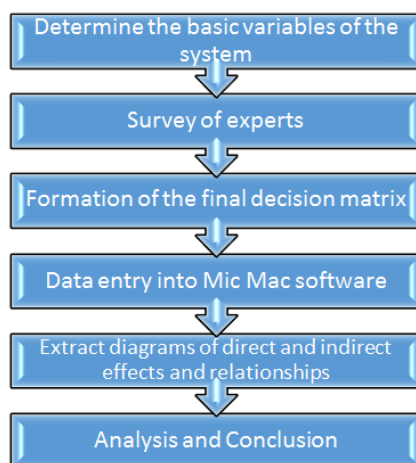 Determine the basic variables of the
system
Survey of experts
Formation of the final decision matrix
Data entry into Mic Mac software
Extract diagrams of direct and indirect
effects and relationships
Analysis and Conclusion